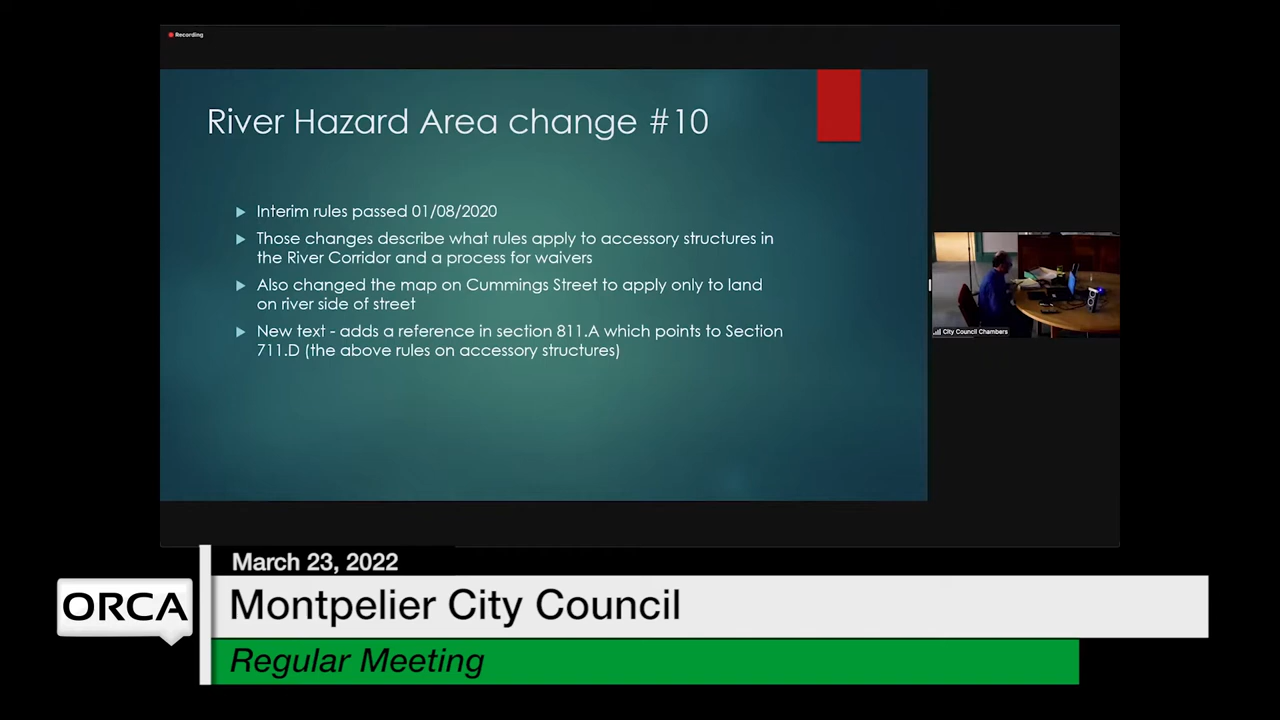 Recording
River Hazard Area change #10
Interim rules passed 01/08/2020
Those changes describe what rules apply to accessory structures in
the River Corridor and a process for waivers
Also changed the map on Cummings Street to apply only to land
on river side of street
New text - adds a reference in section 811.A which points to Section
711.D (the above rules on accessory structures)
City Council Chambers
March 23, 2022
ORCA
Montpelier City Council
Regular Meeting